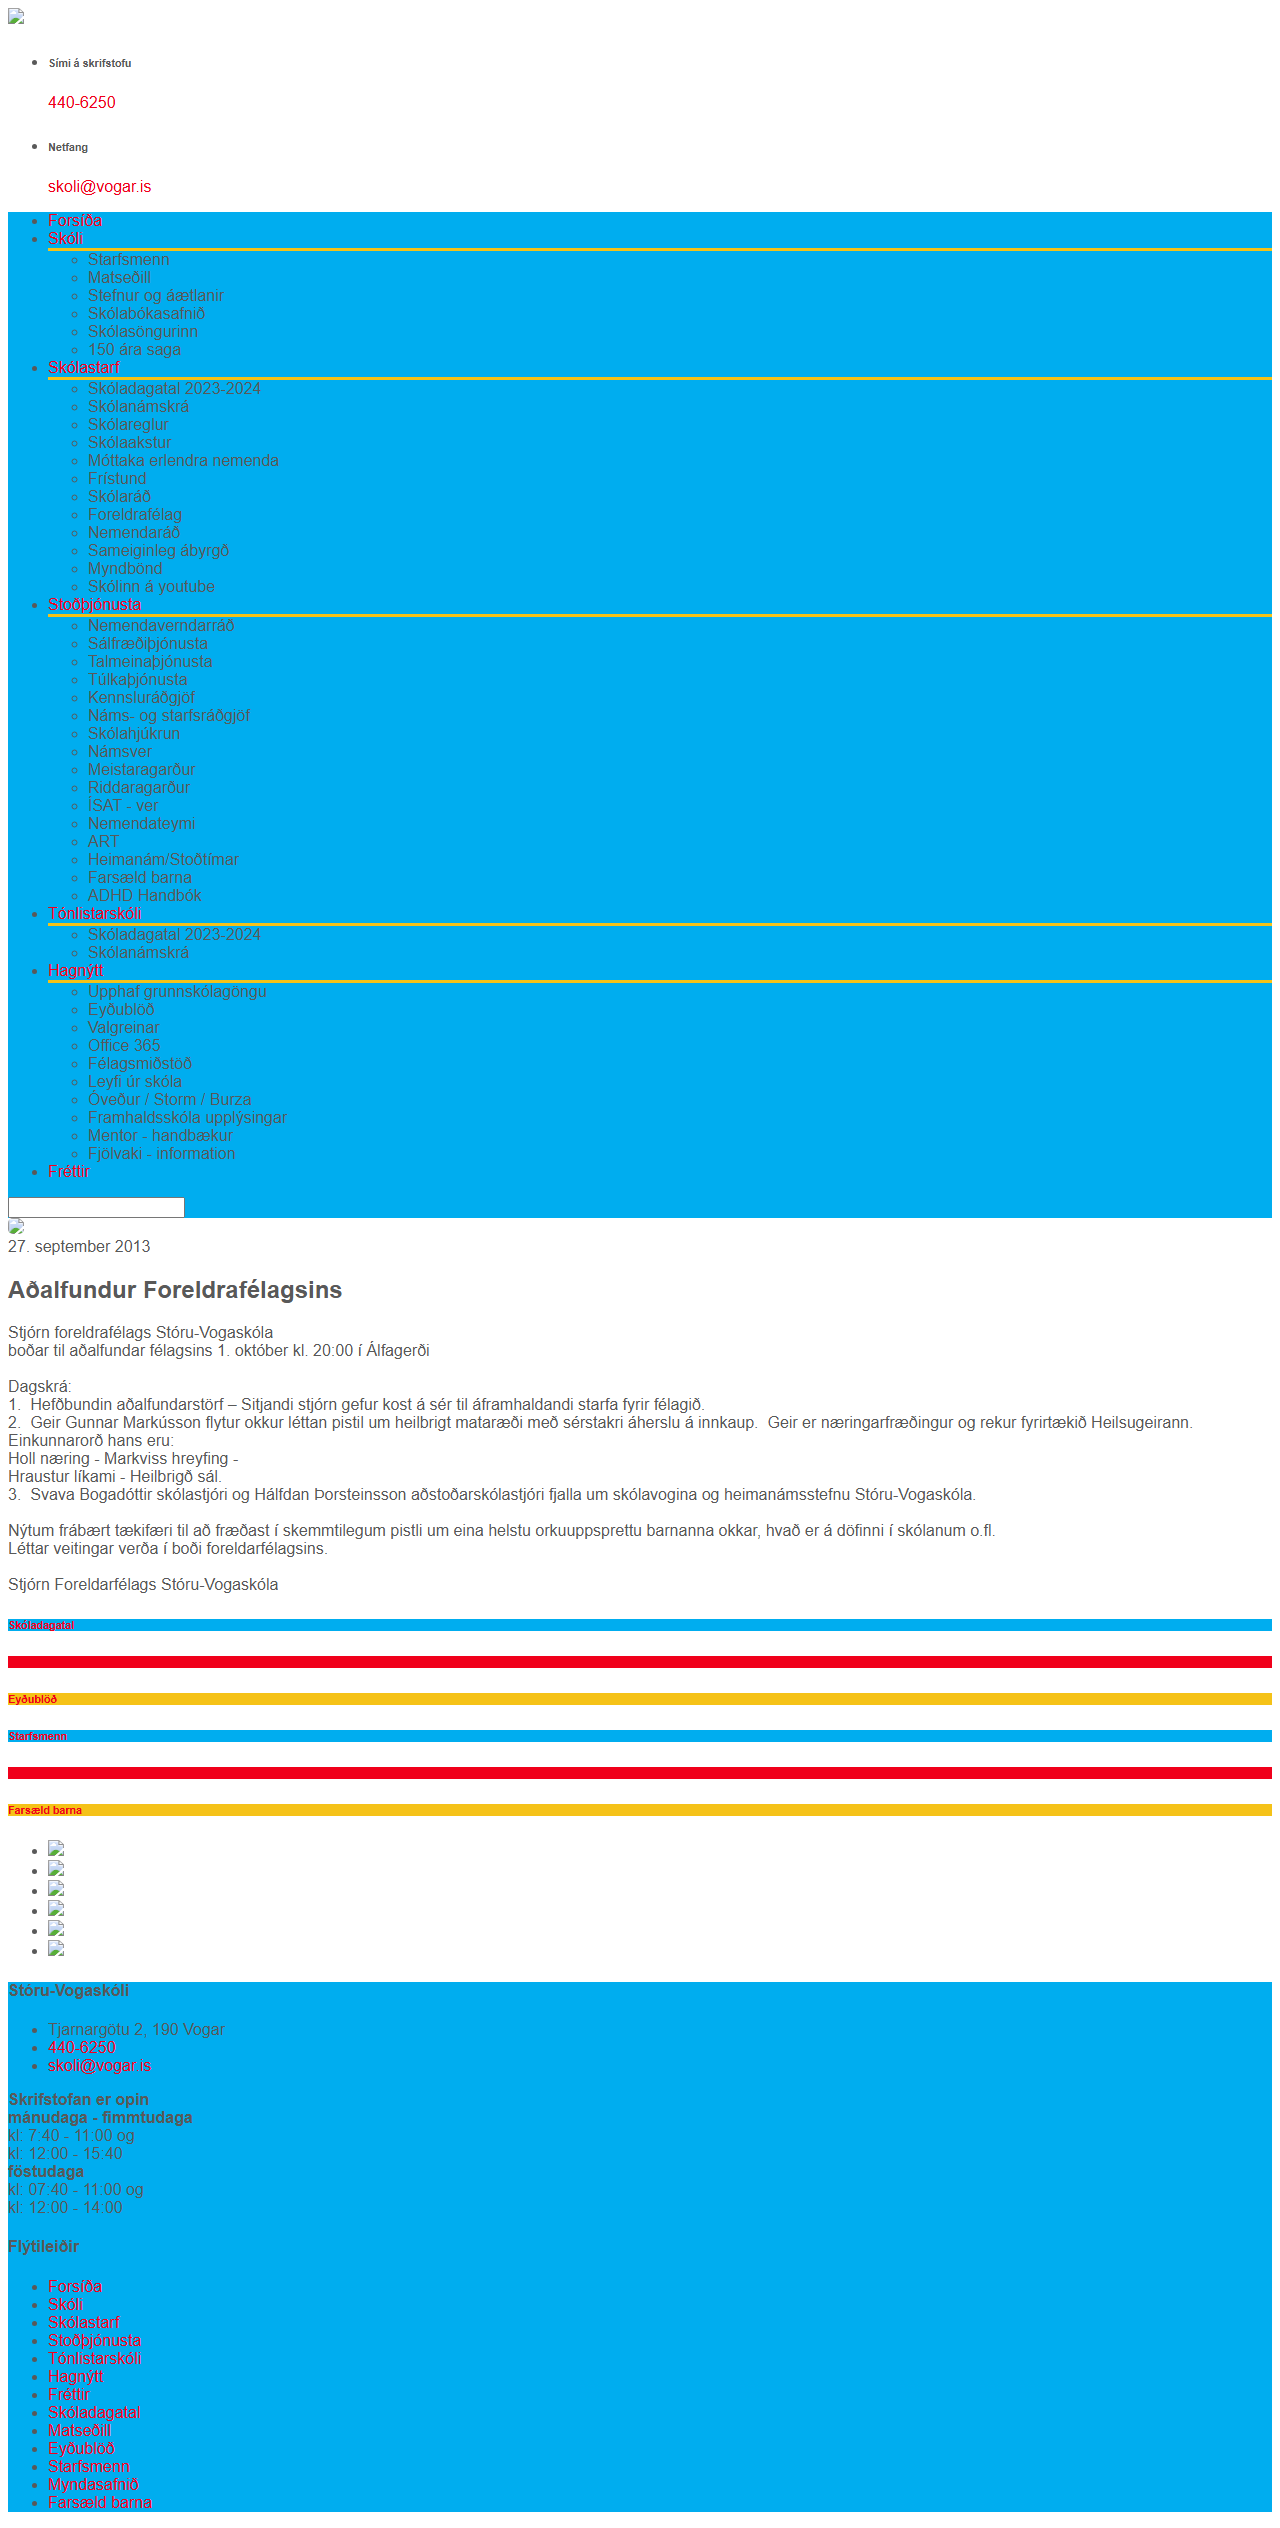 Sími á skrifstofu
440-6250
Netfang
skoli@vogar.is
Forsíða
Skóli
Starfsmenn
Matseðill
Stefnur og áætlanir
Skólabókasafnið
Skólasöngurinn
150 ára saga
Skólastarf
Skóladagatal 2023-2024
Skólanámskrá
Skólareglur
Skólaakstur
Móttaka erlendra nemenda
Frístund
Skólaráð
Foreldrafélag
Nemendaráð
Sameiginleg ábyrgð
Myndbönd
Skólinn á youtube
Stoðþjónusta
Nemendaverndarráð
Sálfræðiþjónusta
Talmeinaþjónusta
Túlkaþjónusta
Kennsluráðgjöf
Náms- og starfsráðgjöf
Skólahjúkrun
Námsver
Meistaragarður
Riddaragarður
ÍSAT - ver
Nemendateymi
ART
Heimanám/Stoðtímar
Farsæld barna
ADHD Handbók
Tónlistarskóli
Skóladagatal 2023-2024
Skólanámskrá
Hagnýtt
Upphaf grunnskólagöngu
Eyðublöð
Valgreinar
Office 365
Félagsmiðstöð
Leyfi úr skóla
Óveður / Storm / Burza
Framhaldsskóla upplýsingar
Mentor - handbækur
Fjölvaki - information
Fréttir
27. september 2013
Aðalfundur Foreldrafélagsins
Stjórn foreldrafélags Stóru-Vogaskóla
boðar til aðalfundar félagsins 1. október kl. 20:00 í Álfagerði
Dagskrá:
1.  Hefðbundin aðalfundarstörf – Sitjandi stjórn gefur kost á sér til áframhaldandi starfa fyrir félagið.
2.  Geir Gunnar Markússon flytur okkur léttan pistil um heilbrigt mataræði með sérstakri áherslu á innkaup.  Geir er næringarfræðingur og rekur fyrirtækið Heilsugeirann.
Einkunnarorð hans eru:
Holl næring - Markviss hreyfing -
Hraustur líkami - Heilbrigð sál.
3.  Svava Bogadóttir skólastjóri og Hálfdan Þorsteinsson aðstoðarskólastjóri fjalla um skólavogina og heimanámsstefnu Stóru-Vogaskóla.
Nýtum frábært tækifæri til að fræðast í skemmtilegum pistli um eina helstu orkuuppsprettu barnanna okkar, hvað er á döfinni í skólanum o.fl.
Léttar veitingar verða í boði foreldarfélagsins.
Stjórn Foreldarfélags Stóru-Vogaskóla
Skóladagatal
Eyðublöð
Starfsmenn
Farsæld barna
Stóru-Vogaskóli
Tjarnargötu 2, 190 Vogar
440-6250
skoli@vogar.is
Skrifstofan er opin
mánudaga - fimmtudaga
kl: 7:40 - 11:00 og
kl: 12:00 - 15:40
föstudaga
kl: 07:40 - 11:00 og
kl: 12:00 - 14:00
Flýtileiðir
Forsíða
Skóli
Skólastarf
Stoðþjónusta
Tónlistarskóli
Hagnýtt
Fréttir
Skóladagatal
Matseðill
Eyðublöð
Starfsmenn
Myndasafnið
Farsæld barna